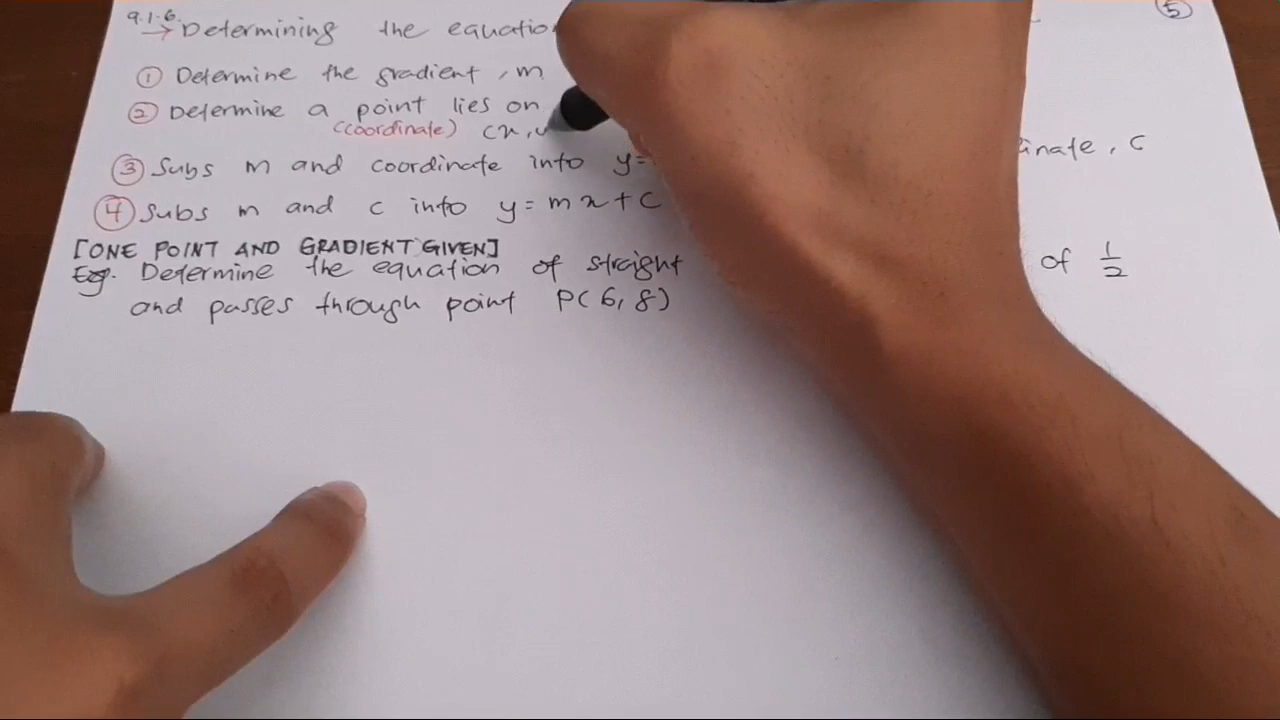 9.1.6
⑤
→ Determining the equatio
① Determine the gradient, m
② Determine a point lies on
(coordinate) (x,
③ Subs m and coordinate into y= inate, c
④ Subs m and c into y = mx + c
[ONE POINT AND GRADIENT GIVEN]
Eg. Determine the equation of straight of 1/2
and passes through point P(6, 8)